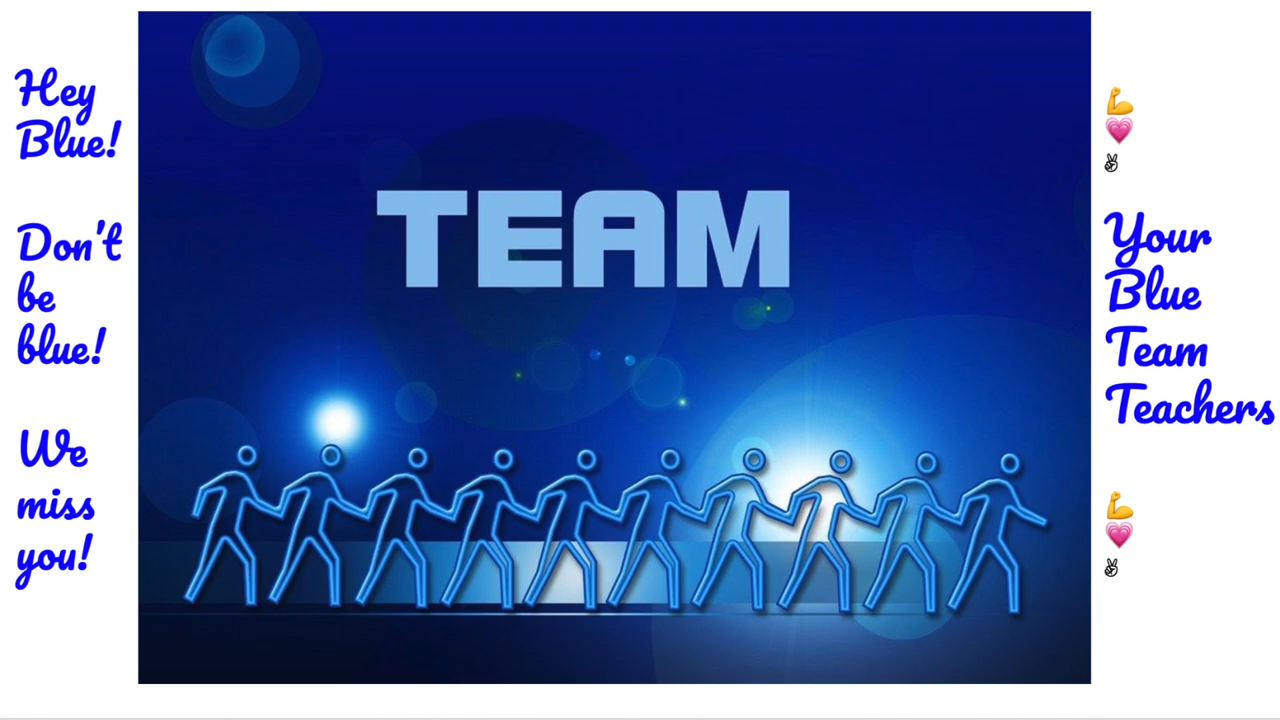 Hey
Blue!
Don't
be
blue!
We
miss
you!
TEAM
💪
💗
✌
Your
Blue
Team
Teachers
💪
💗
✌